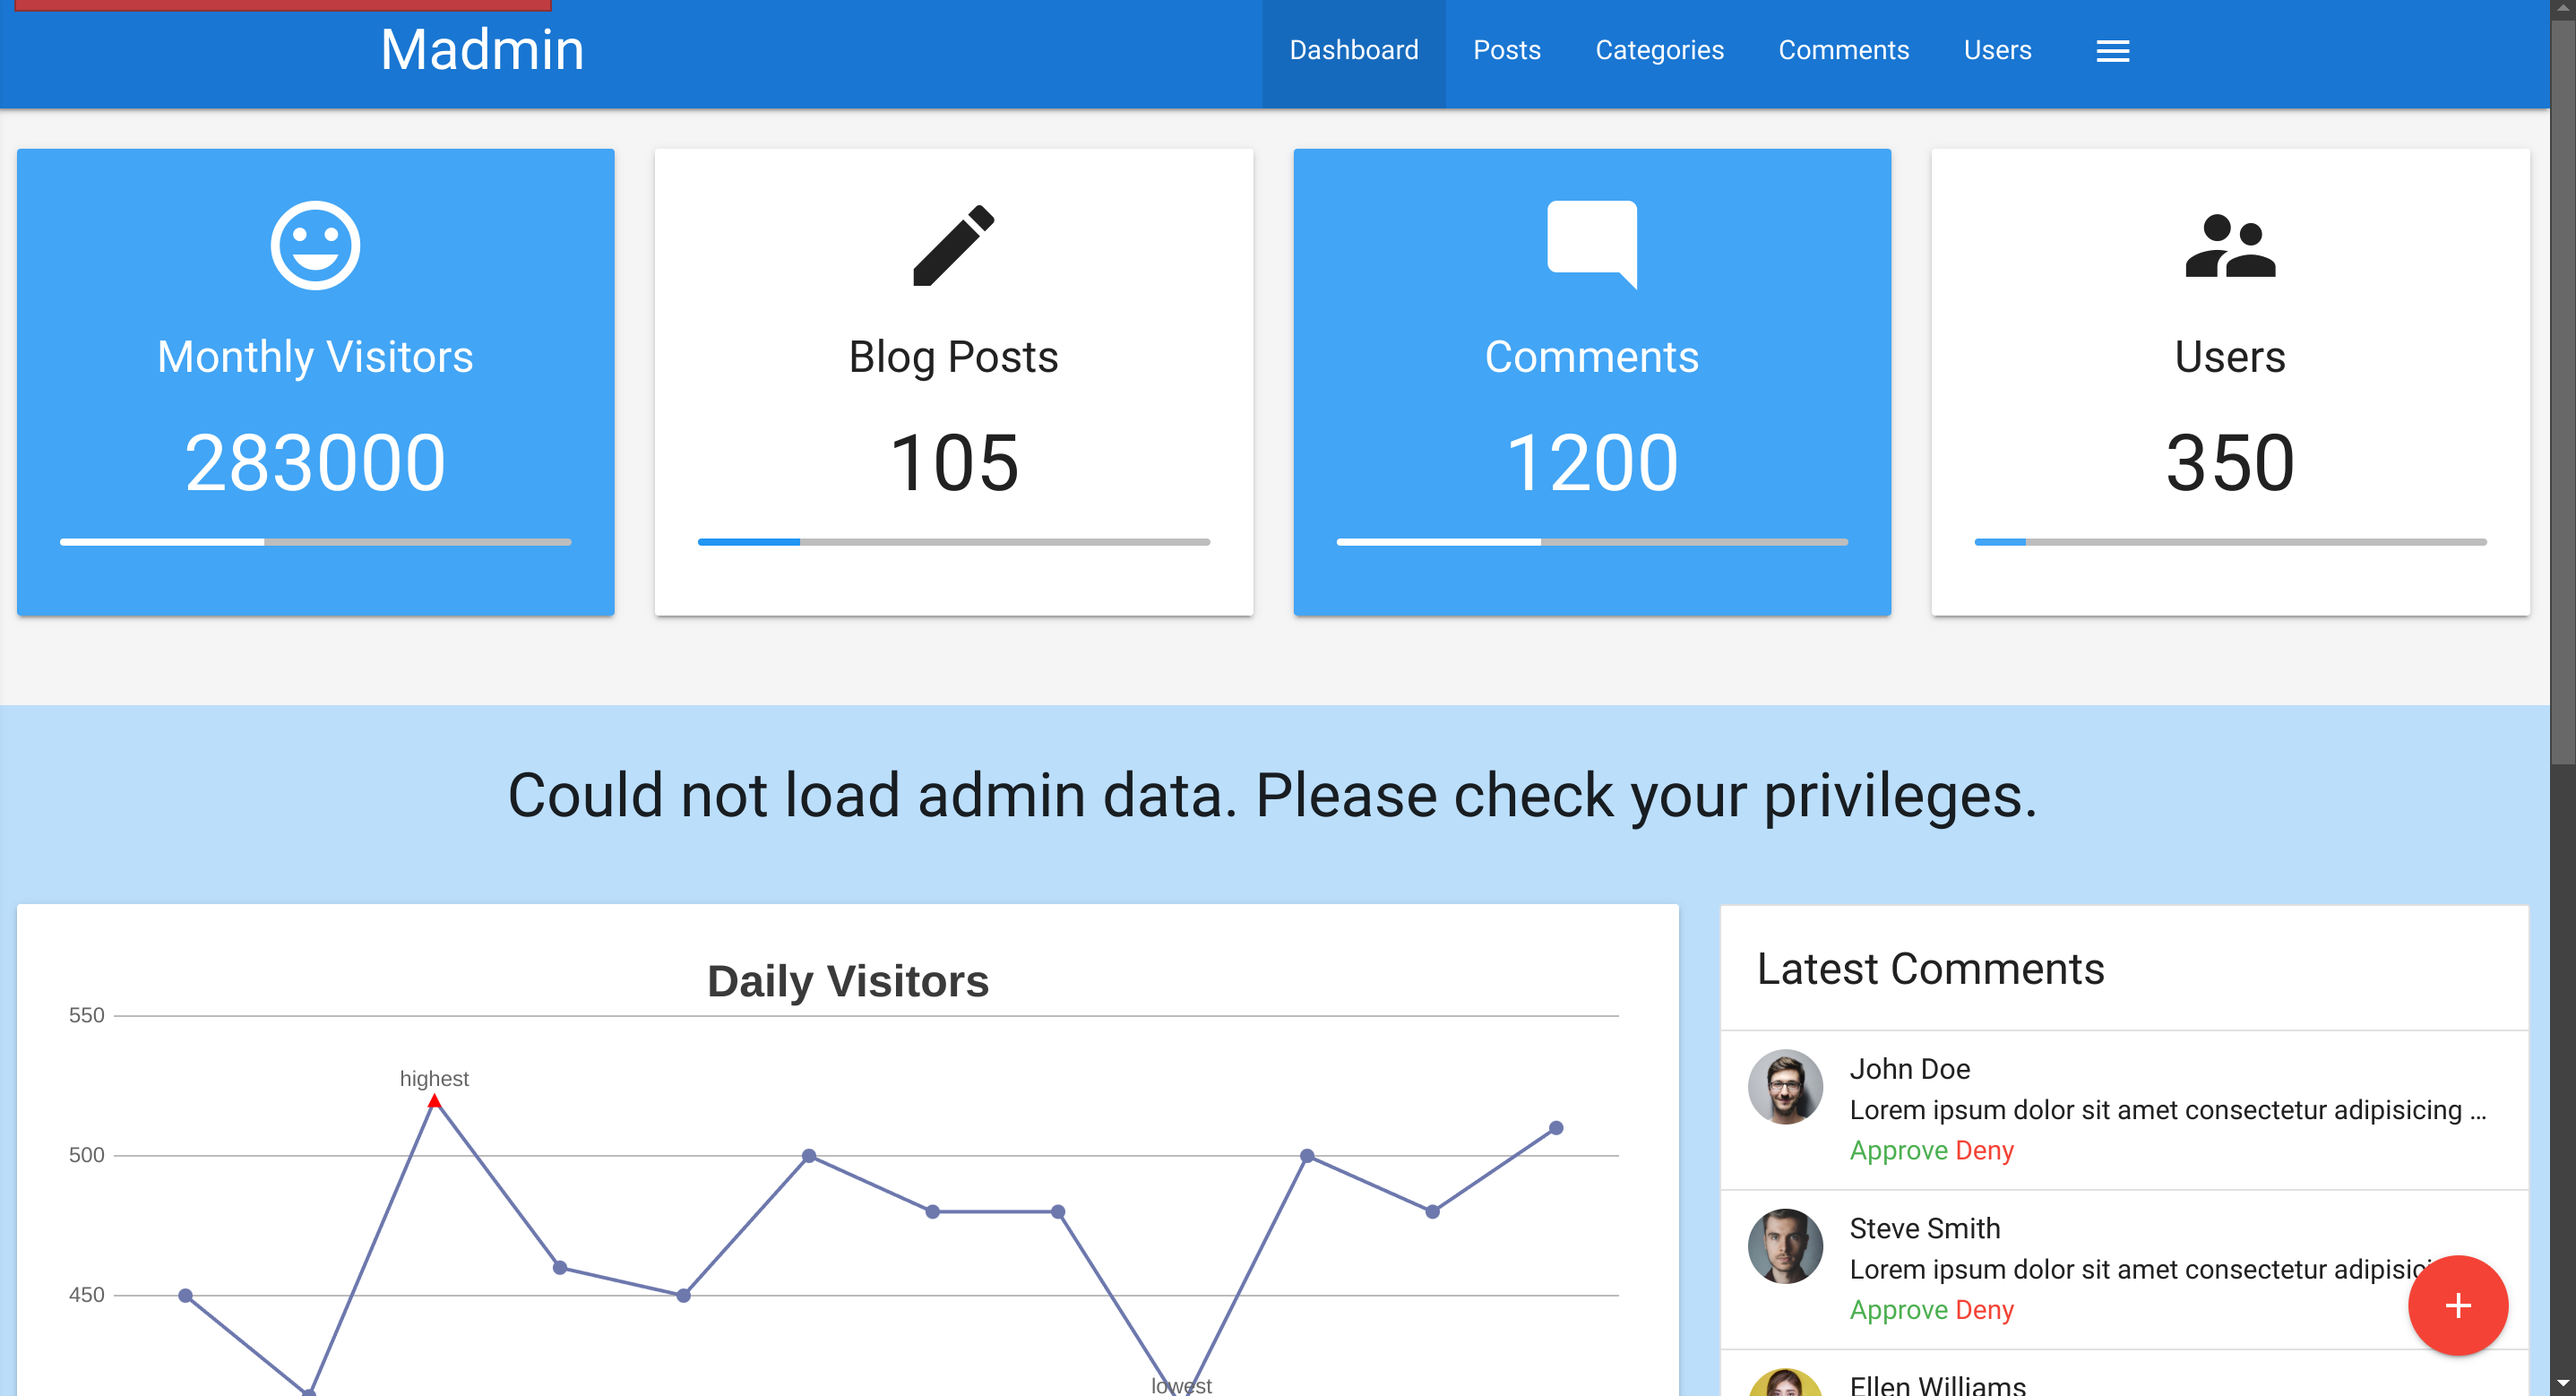 Madmin
Dashboard Posts Categories Comments Users
Monthly Visitors
283000
Blog Posts
105
Comments
1200
Users
350
Could not load admin data. Please check your privileges.
Daily Visitors
550
highest
500
450
lowest
Latest Comments
John Doe
Lorem ipsum dolor sit amet consectetur adipisicing ...
Approve Deny
Steve Smith
Lorem ipsum dolor sit amet consectetur adipisici
Approve Deny
Ellen Williams